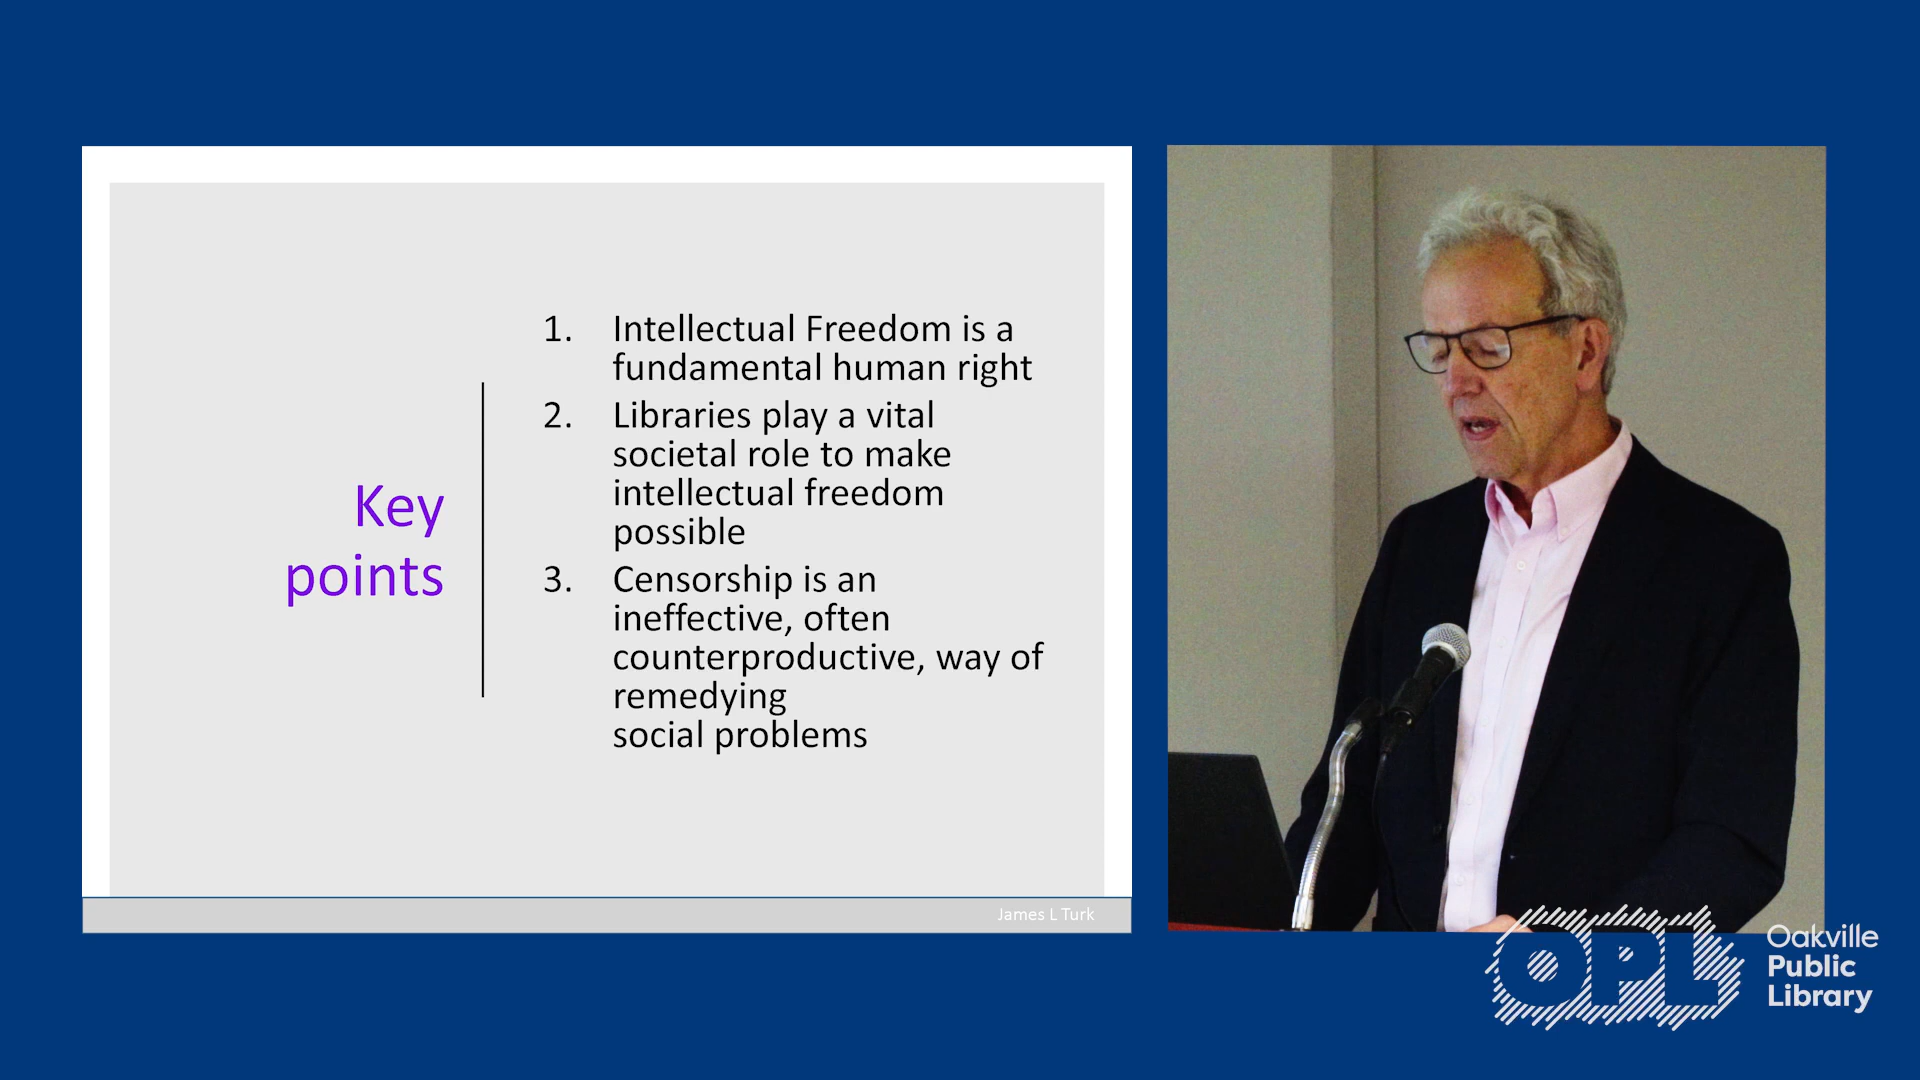 Key
points
1. Intellectual Freedom is a
fundamental human right
2. Libraries play a vital
societal role to make
intellectual freedom
possible
3. Censorship is an
ineffective, often
counterproductive, way of
remedying
social problems
James L Turk
OPL
Oakville
Public
Library